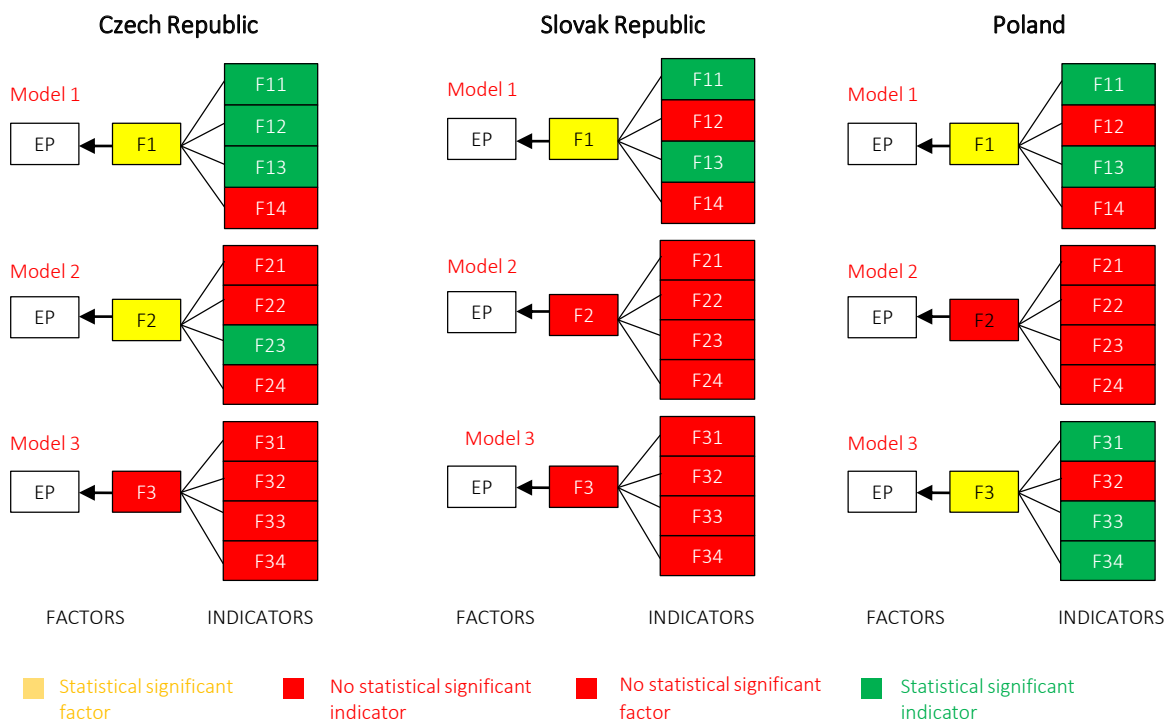 Czech Republic
Slovak Republic
Poland
Model 1
EP
F1
F11
F12
F13
F14
Model 2
EP
F2
F21
F22
F23
F24
Model 3
EP
F3
F31
F32
F33
F34
FACTORS
INDICATORS
Model 1
EP
F1
F11
F12
F13
F14
Model 2
EP
F2
F21
F22
F23
F24
Model 3
EP
F3
F31
F32
F33
F34
FACTORS
INDICATORS
Model 1
EP
F1
F11
F12
F13
F14
Model 2
EP
F2
F21
F22
F23
F24
Model 3
EP
F3
F31
F32
F33
F34
FACTORS
INDICATORS
Statistical significant
factor
No statistical significant
indicator
No statistical significant
factor
Statistical significant
indicator